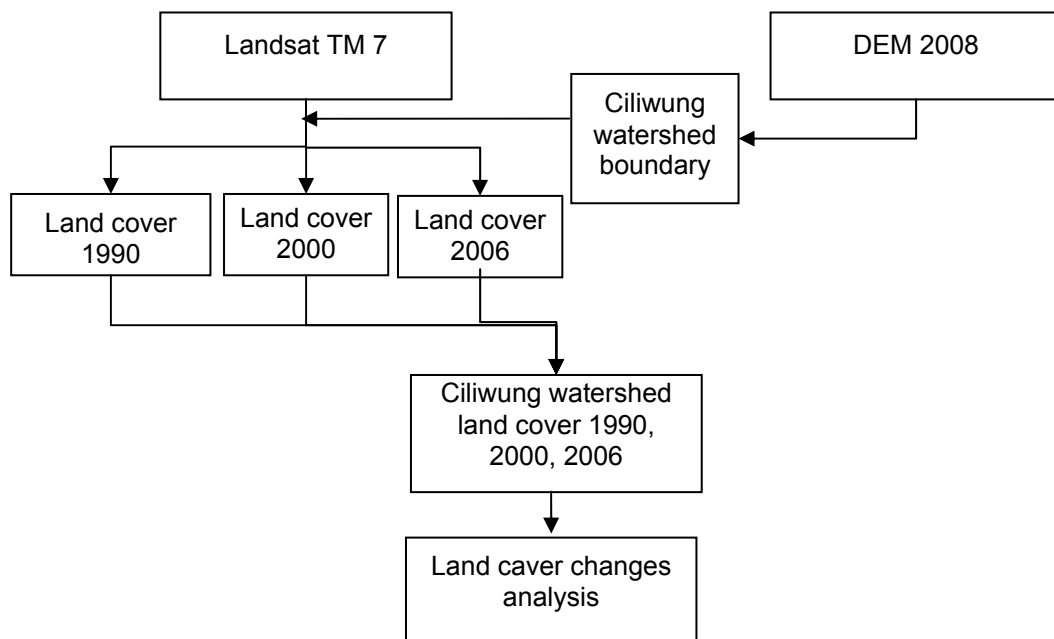 Landsat TM 7
DEM 2008
Ciliwung
watershed
boundary
Land cover
1990
Land cover
2000
Land cover
2006
Ciliwung watershed
land cover 1990,
2000, 2006
Land caver changes
analysis